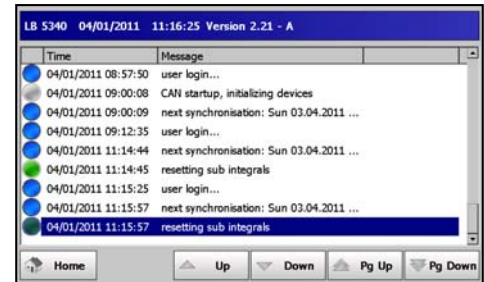 LB 5340 04/01/2011 11:16:25 Version 2.21 - A
Time Message
04/01/2011 08:57:50 user login...
04/01/2011 09:00:08 CAN startup, initializing devices
04/01/2011 09:00:09 next synchronisation: Sun 03.04.2011 ...
04/01/2011 09:12:35 user login...
04/01/2011 11:14:44 next synchronisation: Sun 03.04.2011 ...
04/01/2011 11:14:45 resetting sub integrals
04/01/2011 11:15:25 user login...
04/01/2011 11:15:57 next synchronisation: Sun 03.04.2011 ...
04/01/2011 11:15:57 resetting sub integrals
Home Up Down Pg Up Pg Down